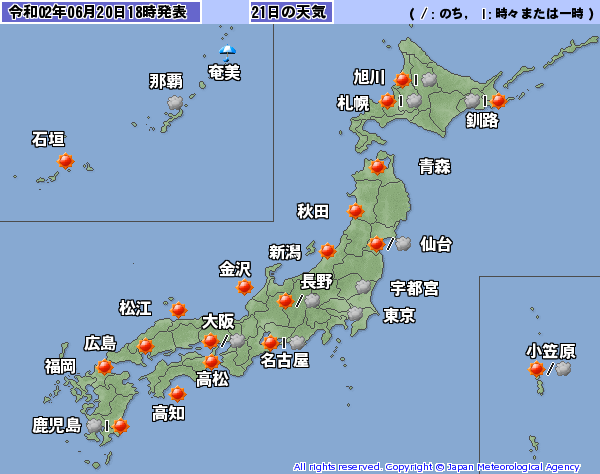 令和02年06月20日18時発表 21日の天気 ( / : のち, | : 時々または一時 )
奄美
那覇
石垣
旭川
札幌
釧路
青森
秋田
仙台
新潟
金沢
長野
宇都宮
松江
大阪
東京
広島
名古屋
小笠原
福岡
高松
高知
鹿児島
All rights reserved. Copyright © Japan Meteorological Agency